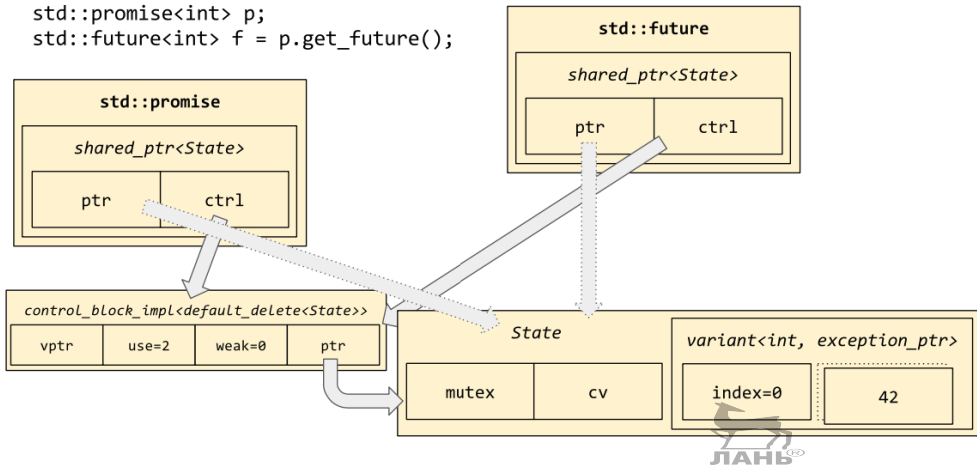 std::promise<int> p;
std::future<int> f = p.get_future();
std::future
shared_ptr<State>
ptr
ctrl
std::promise
shared_ptr<State>
ptr
ctrl
control_block_impl<default_delete<State>>
vptr
use=2
weak=0
ptr
State
mutex
cv
variant<int, exception_ptr>
index=0
42
ЛАНЬ®